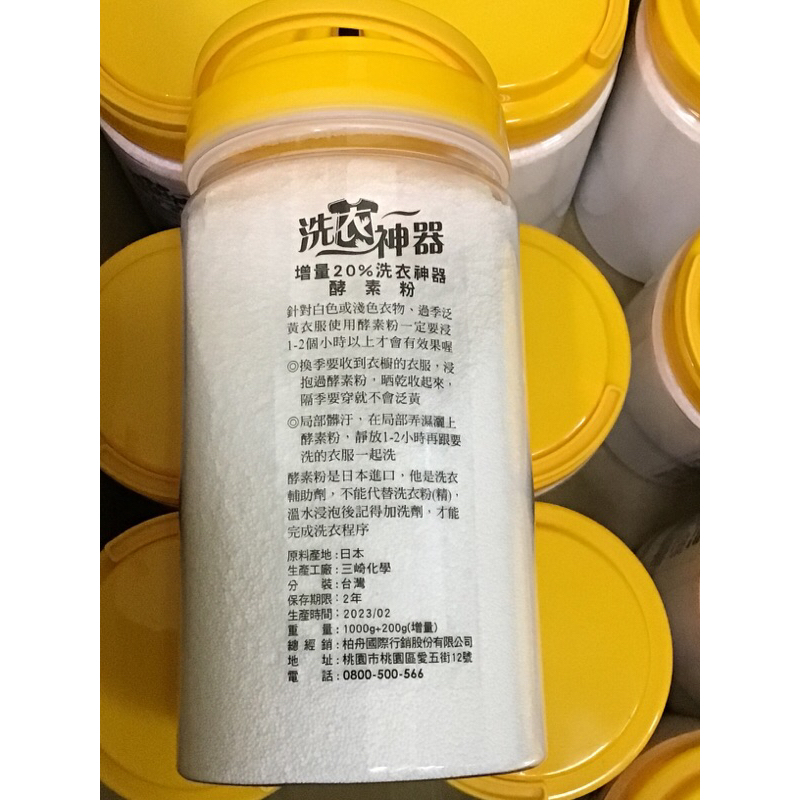 洗衣神器
增量20%洗衣神器
酵素粉
針對白色或淺色衣物、過季泛
黃衣服使用酵素粉一定要浸
1-2個小時以上才會有效果喔
◎換季要收到衣櫥的衣服，浸
抱過酵素粉，晒乾收起來，
隔季要穿就不會泛黃
◎局部髒汙，在局部弄濕灑上
酵素粉，靜放1-2小時再跟要
洗的衣服一起洗
酵素粉是日本進口，他是洗衣
輔助劑，不能代替洗衣粉(精)，
溫水浸泡後記得加洗劑，才能
完成洗衣程序
原料產地：日本
生產工廠：三崎化學
分　裝：台灣
保存期限：2年
生產時間：2023/02
重　量：1000g+200g(增量)
總經銷：柏舟國際行銷股份有限公司
地　址：桃園市桃園區愛五街12號
電　話：0800-500-566